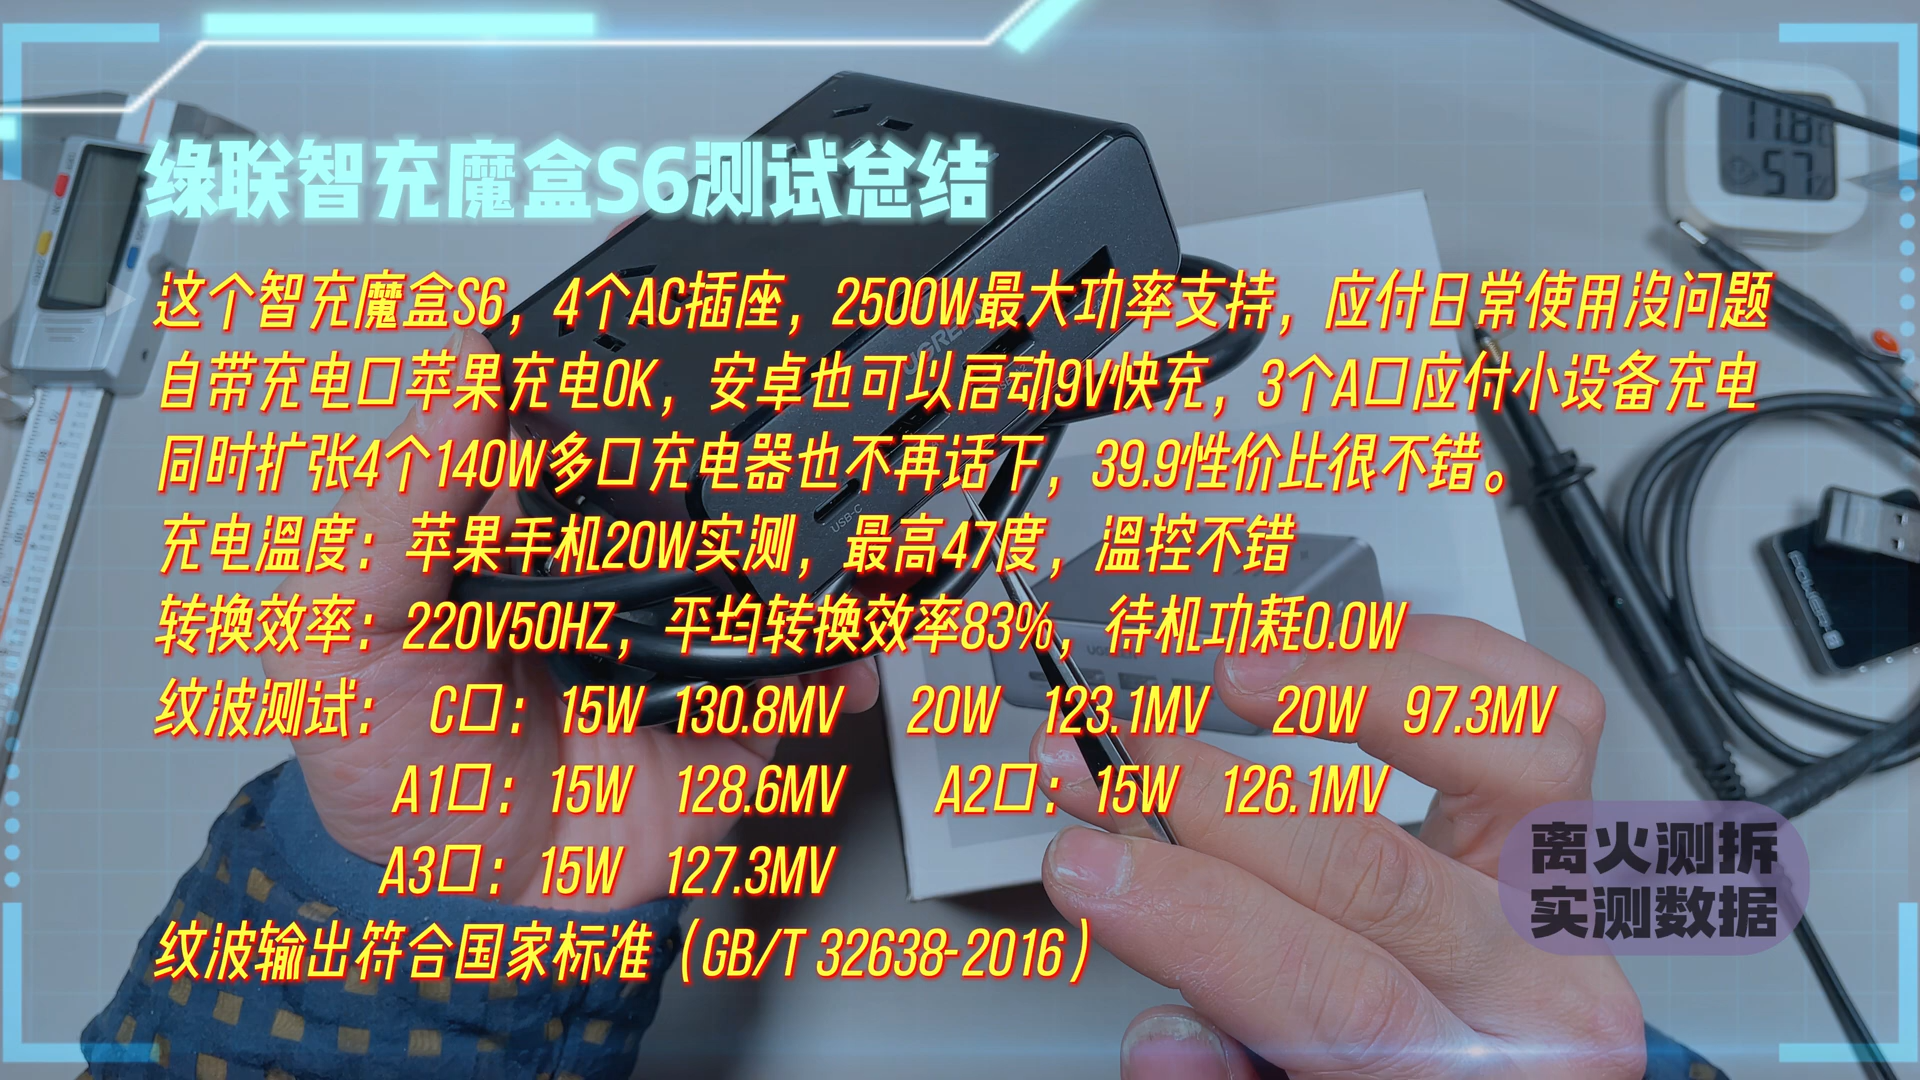 绿联智充魔盒S6测试总结
这个智充魔盒S6，4个AC插座，2500W最大功率支持，应付日常使用没问题
自带充电口苹果充电OK，安卓也可以启动9V快充，3个A口应付小设备充电
同时扩张4个140W多口充电器也不再话下，39.9性价比很不错。
充电溫度：苹果手机20W实测，最高47度，溫控不错
转换效率：220V50HZ，平均转换效率83%，待机功耗0.0W
纹波测试： C口：15W 130.8MV 20W 123.1MV 20W 97.3MV
A1口：15W 128.6MV A2口：15W 126.1MV
A3口：15W 127.3MV
纹波输出符合国家标准（GB/T 32638-2016）
离火测拆
实测数据
11.8
57%
UGREEN
USB-C
UGREEN